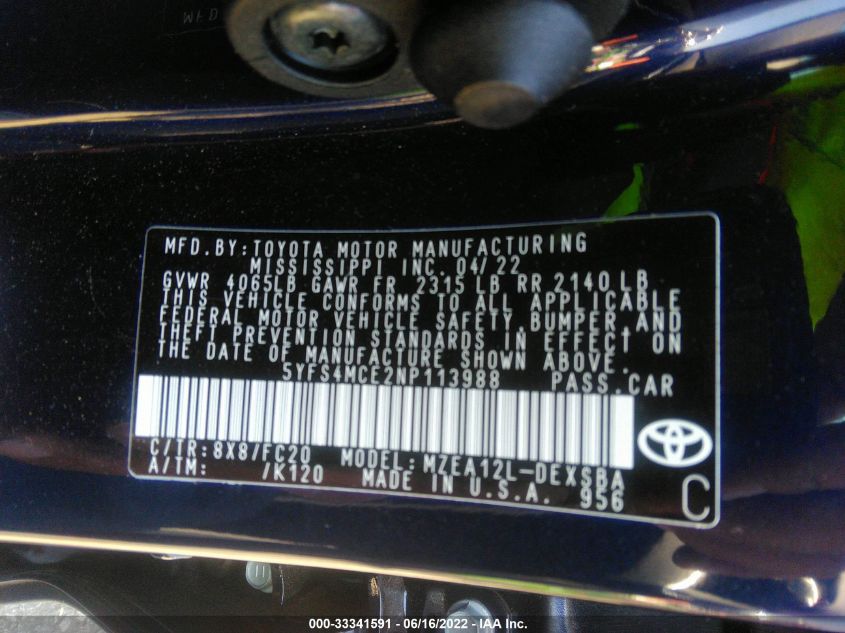 MFD.BY:TOYOTA MOTOR MANUFACTURING
MISSISSIPPI INC. 04/22
GVWR 4065LB GAWR FR 2315 LB RR 2140 LB
THIS VEHICLE CONFORMS TO ALL APPLICABLE
FEDERAL MOTOR VEHICLE SAFETY, BUMPER, AND
THEFT PREVENTION STANDARDS IN EFFECT ON
THE DATE OF MANUFACTURE SHOWN ABOVE.
5YFS4MCE2NP113988 PASS.CAR
C/TR:8X8/FC20 MODEL:MZEA12L-DEXSBA
A/TM: /K120 MADE IN U.S.A. 956
C
000-33341591 - 06/16/2022 - IAA Inc.